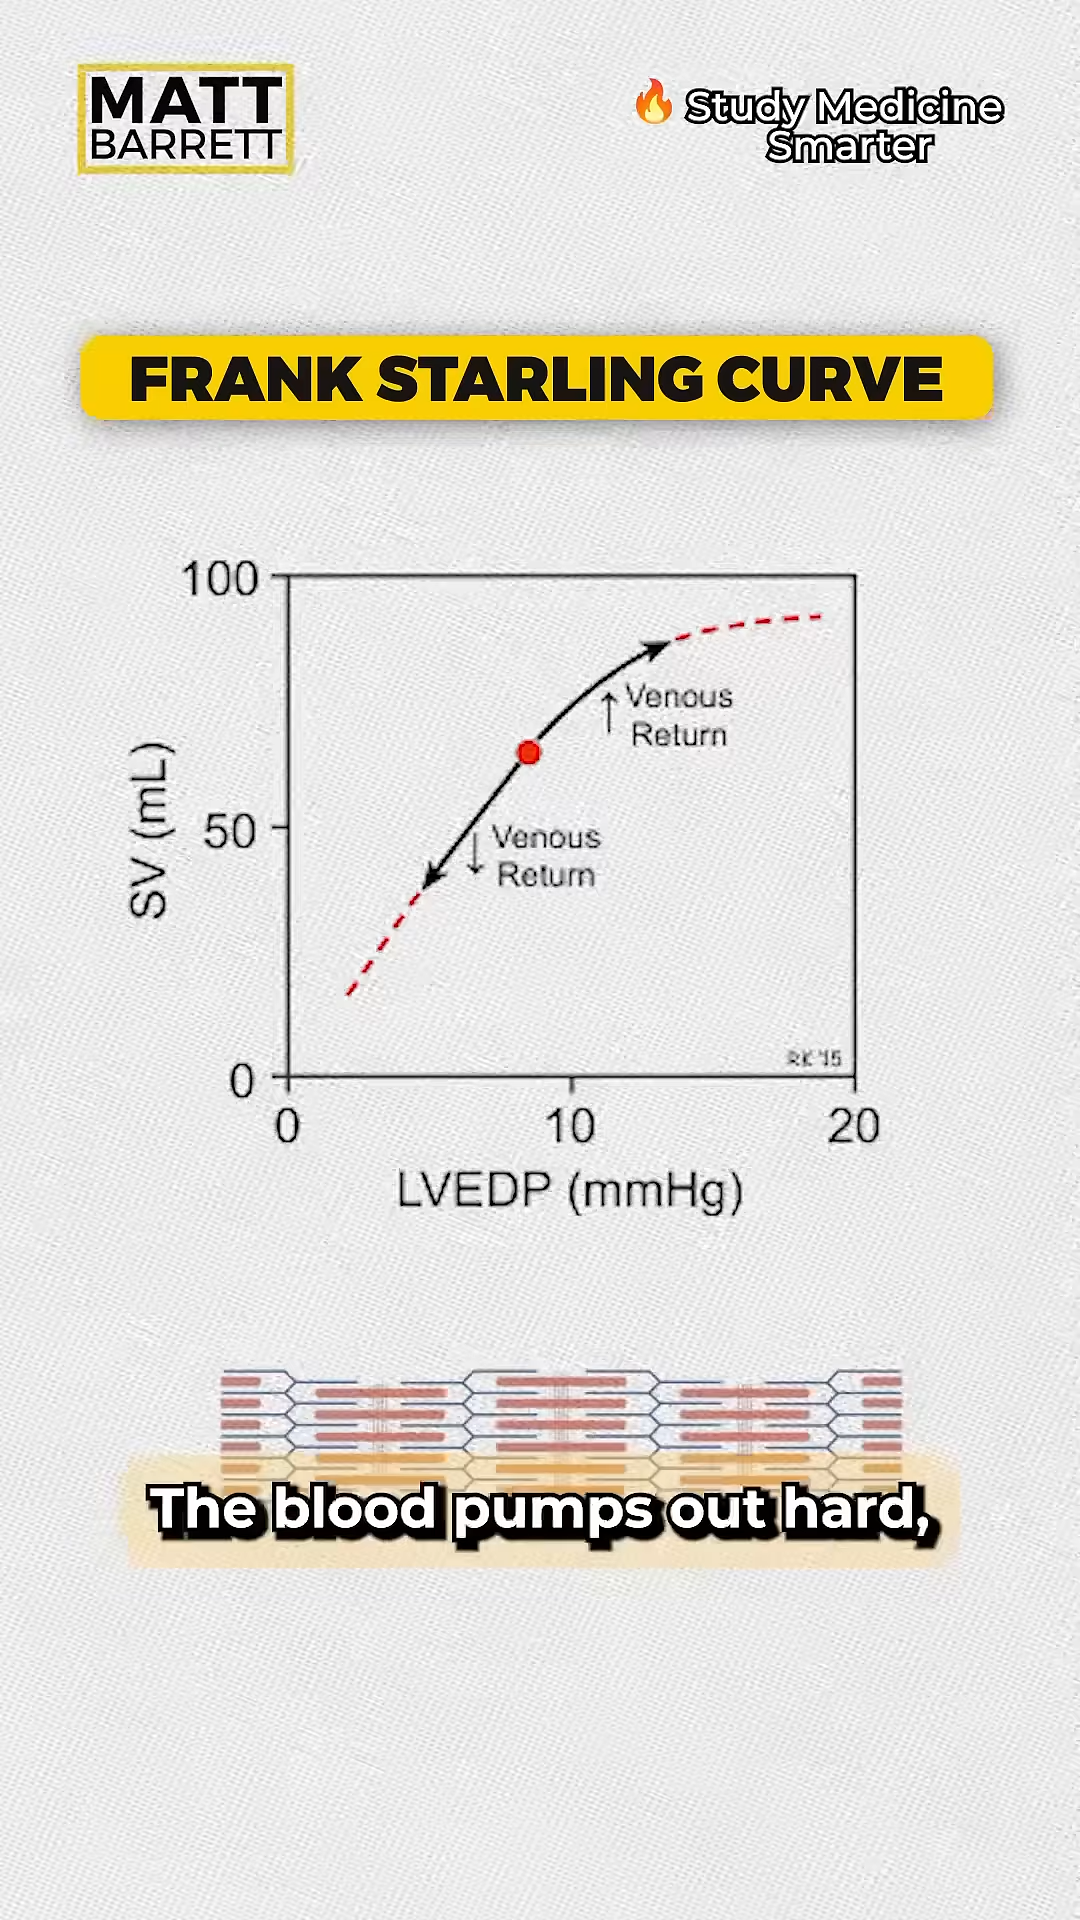 MATT
BARRETT
🔥 Study Medicine
Smarter
FRANK STARLING CURVE
100
50
0
SV (mL)
↑ Venous
Return
↓ Venous
Return
RK '15
0
10
20
LVEDP (mmHg)
The blood pumps out hard,